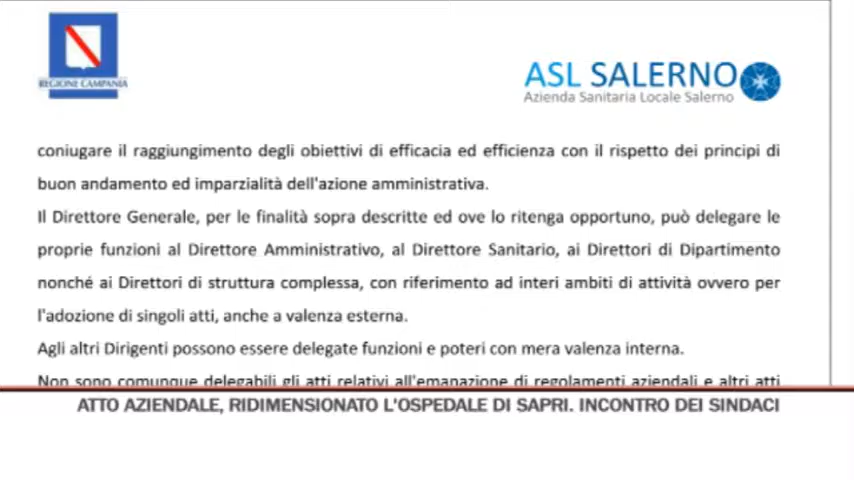 REGIONE CAMPANIA
ASL SALERNO
Azienda Sanitaria Locale Salerno
coniugare il raggiungimento degli obiettivi di efficacia ed efficienza con il rispetto dei principi di
buon andamento ed imparzialità dell'azione amministrativa.
Il Direttore Generale, per le finalità sopra descritte ed ove lo ritenga opportuno, può delegare le
proprie funzioni al Direttore Amministrativo, al Direttore Sanitario, ai Direttori di Dipartimento
nonché ai Direttori di struttura complessa, con riferimento ad interi ambiti di attività ovvero per
l'adozione di singoli atti, anche a valenza esterna.
Agli altri Dirigenti possono essere delegate funzioni e poteri con mera valenza interna.
Non sono comunque delegabili gli atti relativi all'emanazione di regolamenti aziendali e altri atti
ATTO AZIENDALE, RIDIMENSIONATO L'OSPEDALE DI SAPRI. INCONTRO DEI SINDACI